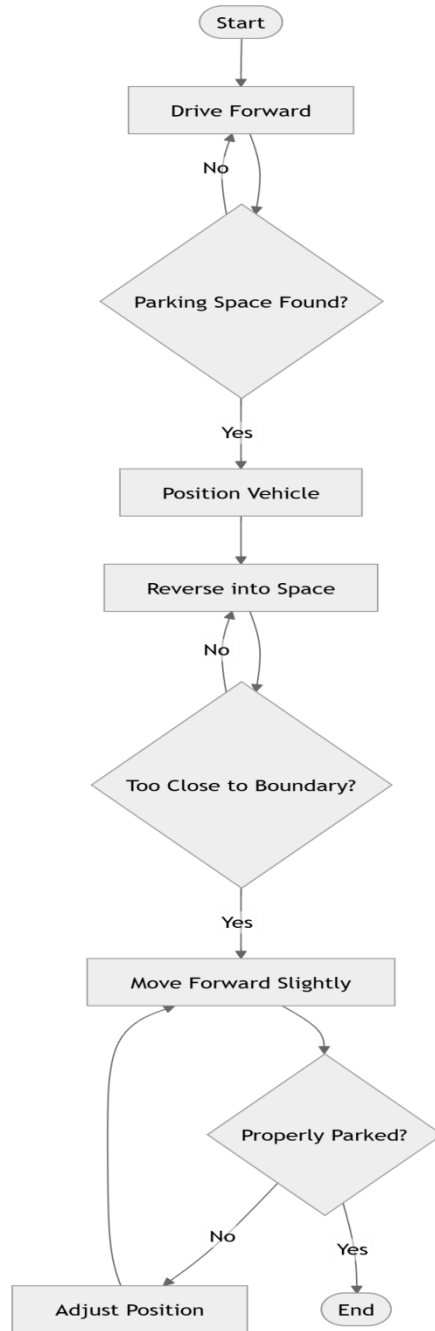 Start
Drive Forward
No
Parking Space Found?
Yes
Position Vehicle
Reverse into Space
No
Too Close to Boundary?
Yes
Move Forward Slightly
Properly Parked?
No
Yes
Adjust Position
End